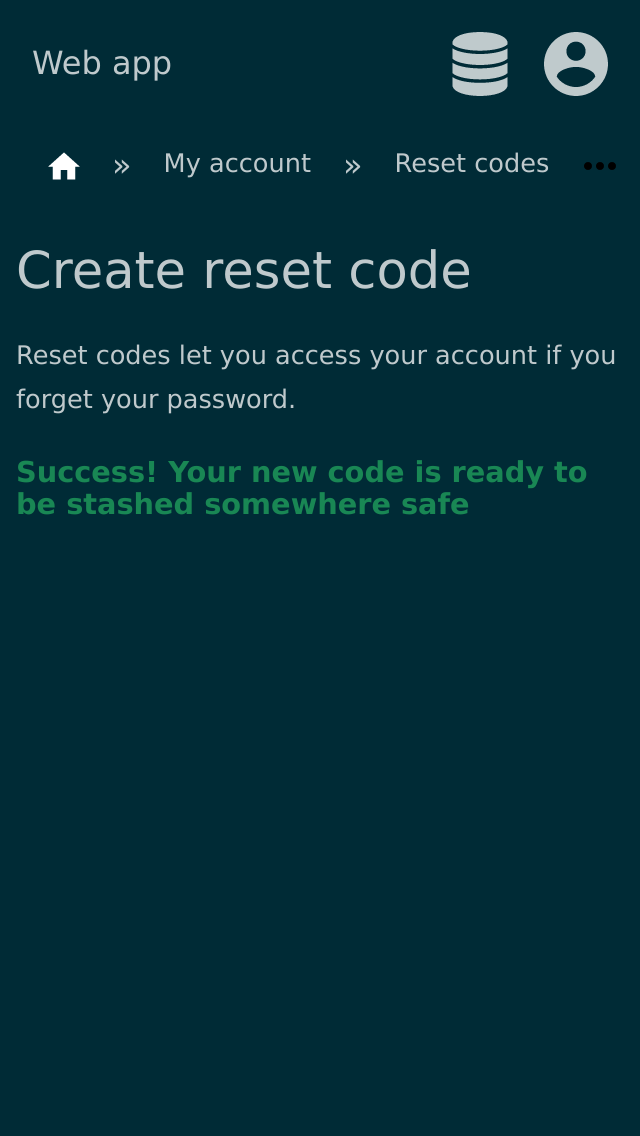 Web app
» My account » Reset codes •••
Create reset code
Reset codes let you access your account if you
forget your password.
Success! Your new code is ready to
be stashed somewhere safe